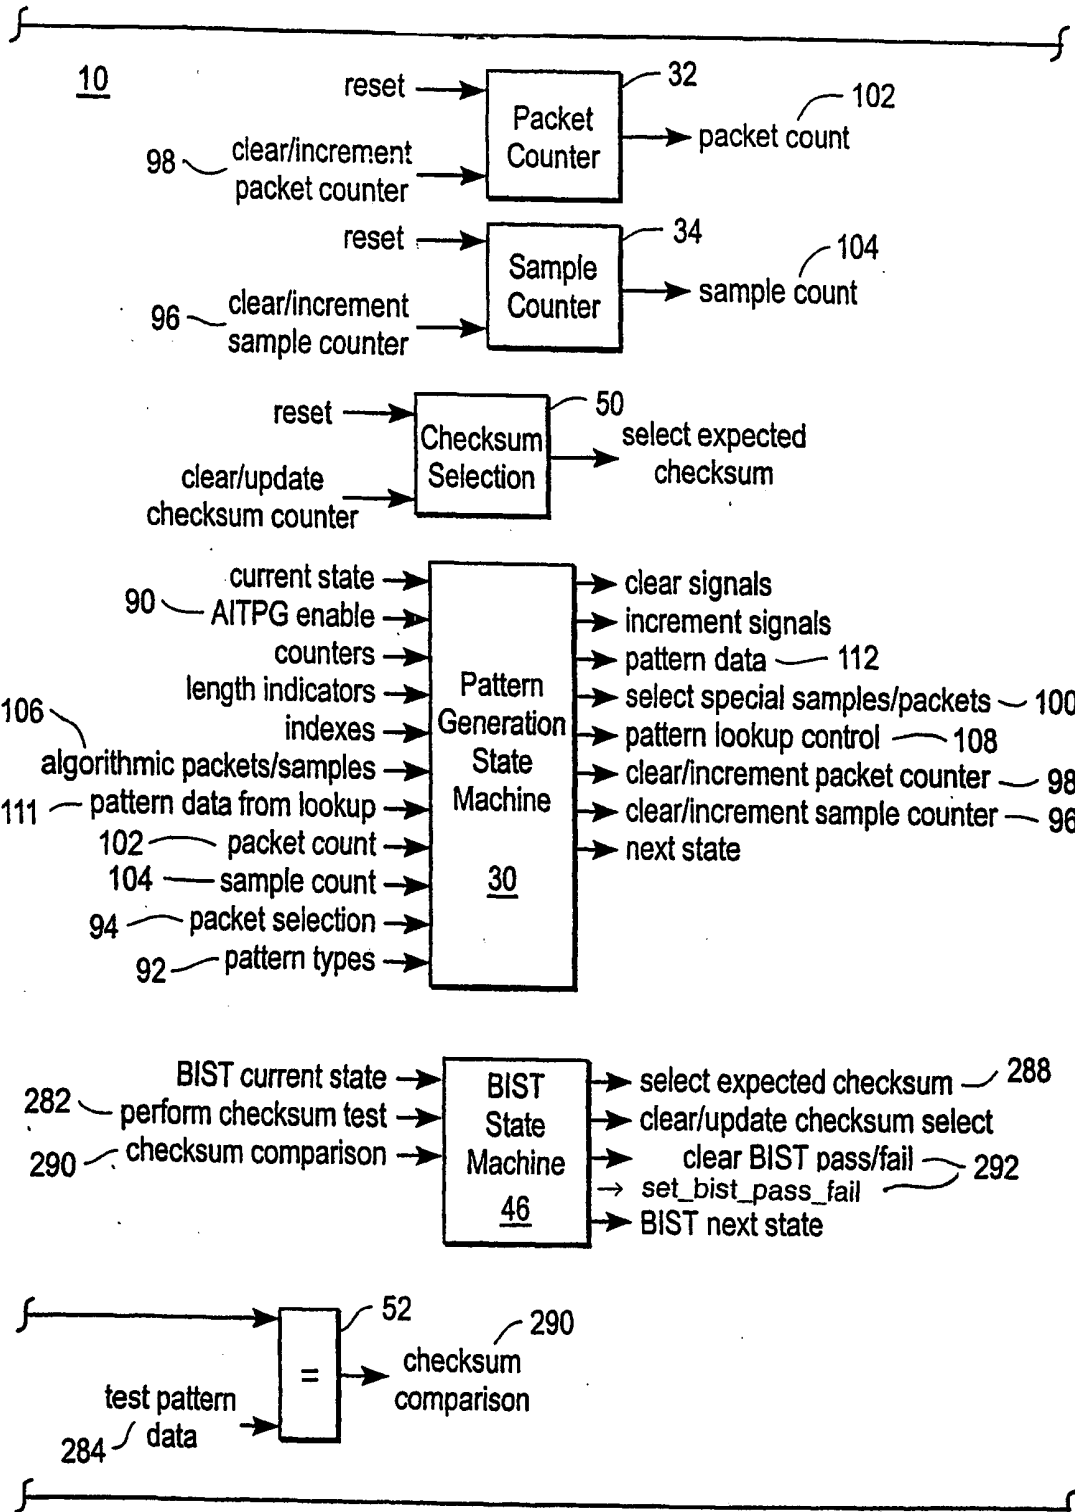 10
reset
32
Packet
Counter
102
packet count
98
clear/increment
packet counter
reset
34
Sample
Counter
104
sample count
96
clear/increment
sample counter
reset
50
Checksum
Selection
select expected
checksum
clear/update
checksum counter
current state
90 AITPG enable
counters
length indicators
106
indexes
algorithmic packets/samples
111 pattern data from lookup
102 packet count
104 sample count
94 packet selection
92 pattern types
Pattern
Generation
State
Machine
30
clear signals
increment signals
pattern data 112
select special samples/packets 100
pattern lookup control 108
clear/increment packet counter 98
clear/increment sample counter 96
next state
BIST current state
282 perform checksum test
290 checksum comparison
BIST
State
Machine
46
select expected checksum 288
clear/update checksum select
clear BIST pass/fail 292
→ set_bist_pass_fail
BIST next state
52
=
290
checksum
comparison
test pattern
data
284